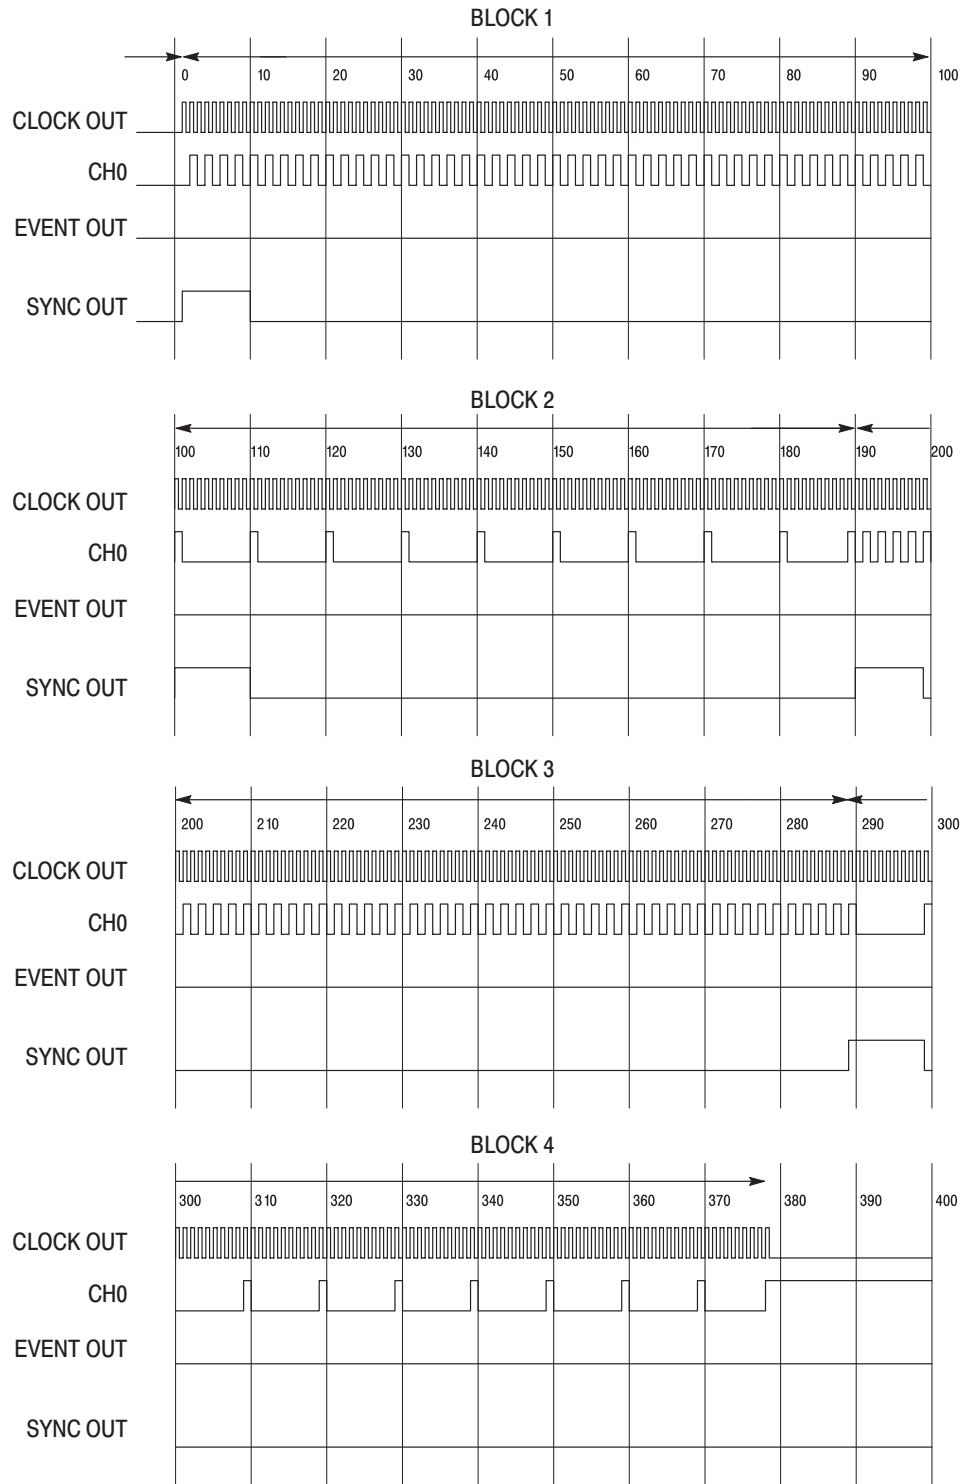 BLOCK 1
0 10 20 30 40 50 60 70 80 90 100
CLOCK OUT
CH0
EVENT OUT
SYNC OUT
BLOCK 2
100 110 120 130 140 150 160 170 180 190 200
CLOCK OUT
CH0
EVENT OUT
SYNC OUT
BLOCK 3
200 210 220 230 240 250 260 270 280 290 300
CLOCK OUT
CH0
EVENT OUT
SYNC OUT
BLOCK 4
300 310 320 330 340 350 360 370 380 390 400
CLOCK OUT
CH0
EVENT OUT
SYNC OUT